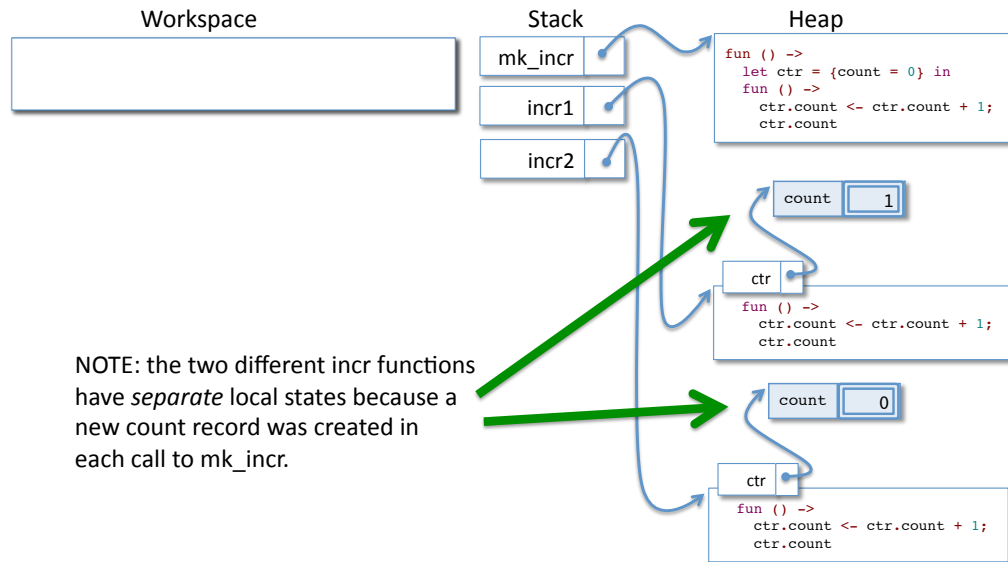 Workspace
Stack
Heap
mk_incr
incr1
incr2
fun () ->
let ctr = {count = 0} in
fun () ->
ctr.count <- ctr.count + 1;
ctr.count
count 1
ctr
fun () ->
ctr.count <- ctr.count + 1;
ctr.count
NOTE: the two different incr functions
have separate local states because a
new count record was created in
each call to mk_incr.
count 0
ctr
fun () ->
ctr.count <- ctr.count + 1;
ctr.count